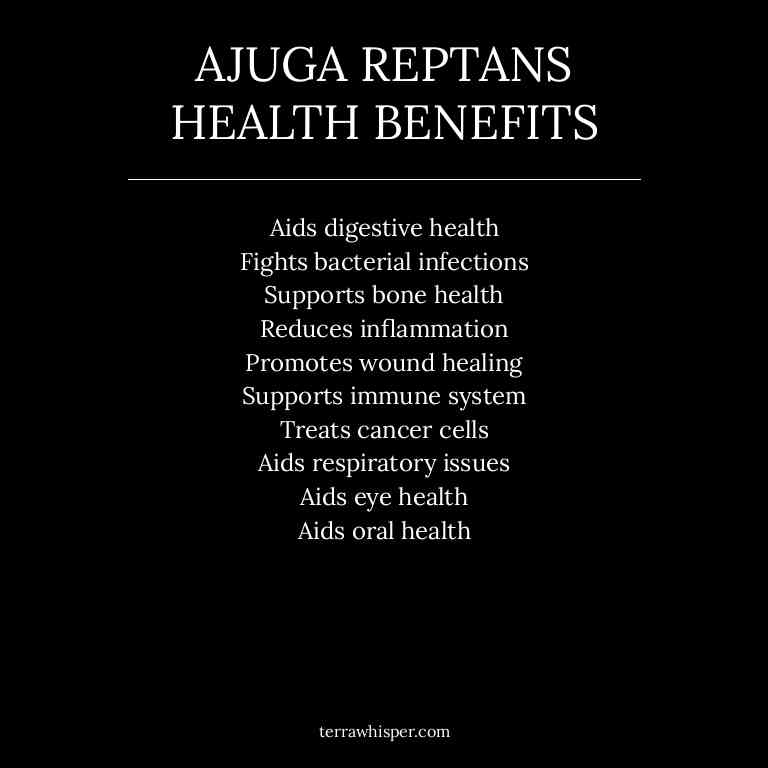 AJUGA REPTANS
HEALTH BENEFITS
Aids digestive health
Fights bacterial infections
Supports bone health
Reduces inflammation
Promotes wound healing
Supports immune system
Treats cancer cells
Aids respiratory issues
Aids eye health
Aids oral health
terrawhisper.com